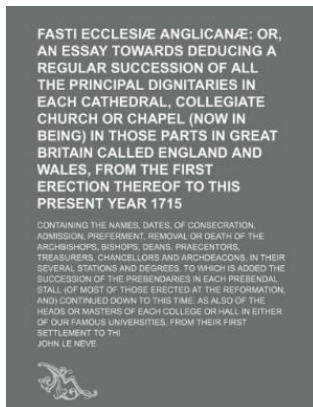 FASTI ECCLESIÆ ANGLICANÆ: OR,
AN ESSAY TOWARDS DEDUCING A
REGULAR SUCCESSION OF ALL
THE PRINCIPAL DIGNITARIES IN
EACH CATHEDRAL, COLLEGIATE
CHURCH OR CHAPEL (NOW IN
BEING) IN THOSE PARTS IN GREAT
BRITAIN CALLED ENGLAND AND
WALES, FROM THE FIRST
ERECTION THEREOF TO THIS
PRESENT YEAR 1715
CONTAINING THE NAMES, DATES, OF CONSECRATION,
ADMISSION, PREFERMENT, REMOVAL OR DEATH OF THE
ARCHBISHOPS, BISHOPS, DEANS, PRAECENTORS,
TREASURERS, CHANCELLORS AND ARCHDEACONS, IN THEIR
SEVERAL STATIONS AND DEGREES. TO WHICH IS ADDED THE
SUCCESSION OF THE PREBENDARIES IN EACH PREBENDAL
STALL (OF MOST OF THOSE ERECTED AT THE REFORMATION,
AND) CONTINUED DOWN TO THIS TIME: AS ALSO OF THE
HEADS OR MASTERS OF EACH COLLEGE OR HALL IN EITHER
OF OUR FAMOUS UNIVERSITIES, FROM THEIR FIRST
SETTLEMENT TO THI
JOHN LE NEVE